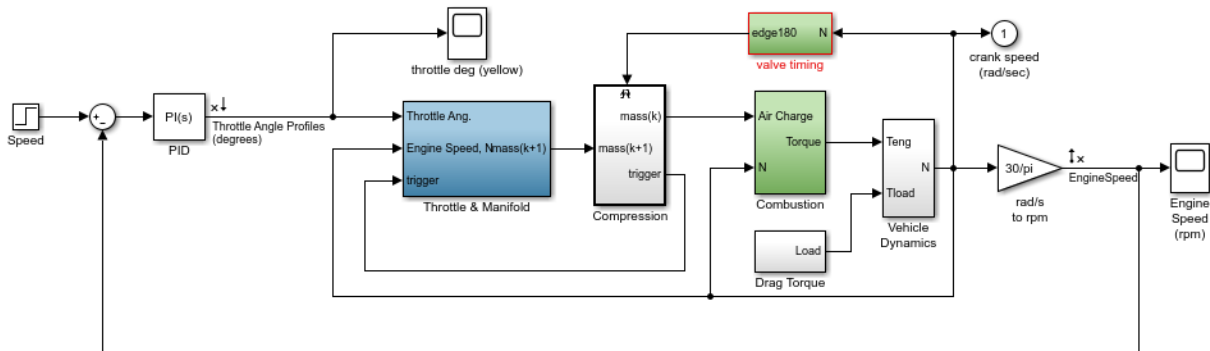 edge180 N
valve timing
1
crank speed
(rad/sec)
throttle deg (yellow)
Speed
+
-
PI(s)
PID
Throttle Angle Profiles
(degrees)
Throttle Ang.
Engine Speed, N
mass(k+1)
trigger
Throttle & Manifold
mass(k)
mass(k+1)
trigger
Compression
Air Charge
Torque
N
Combustion
Load
Drag Torque
Teng
N
Tload
Vehicle
Dynamics
30/pi
rad/s
to rpm
EngineSpeed
Engine
Speed
(rpm)